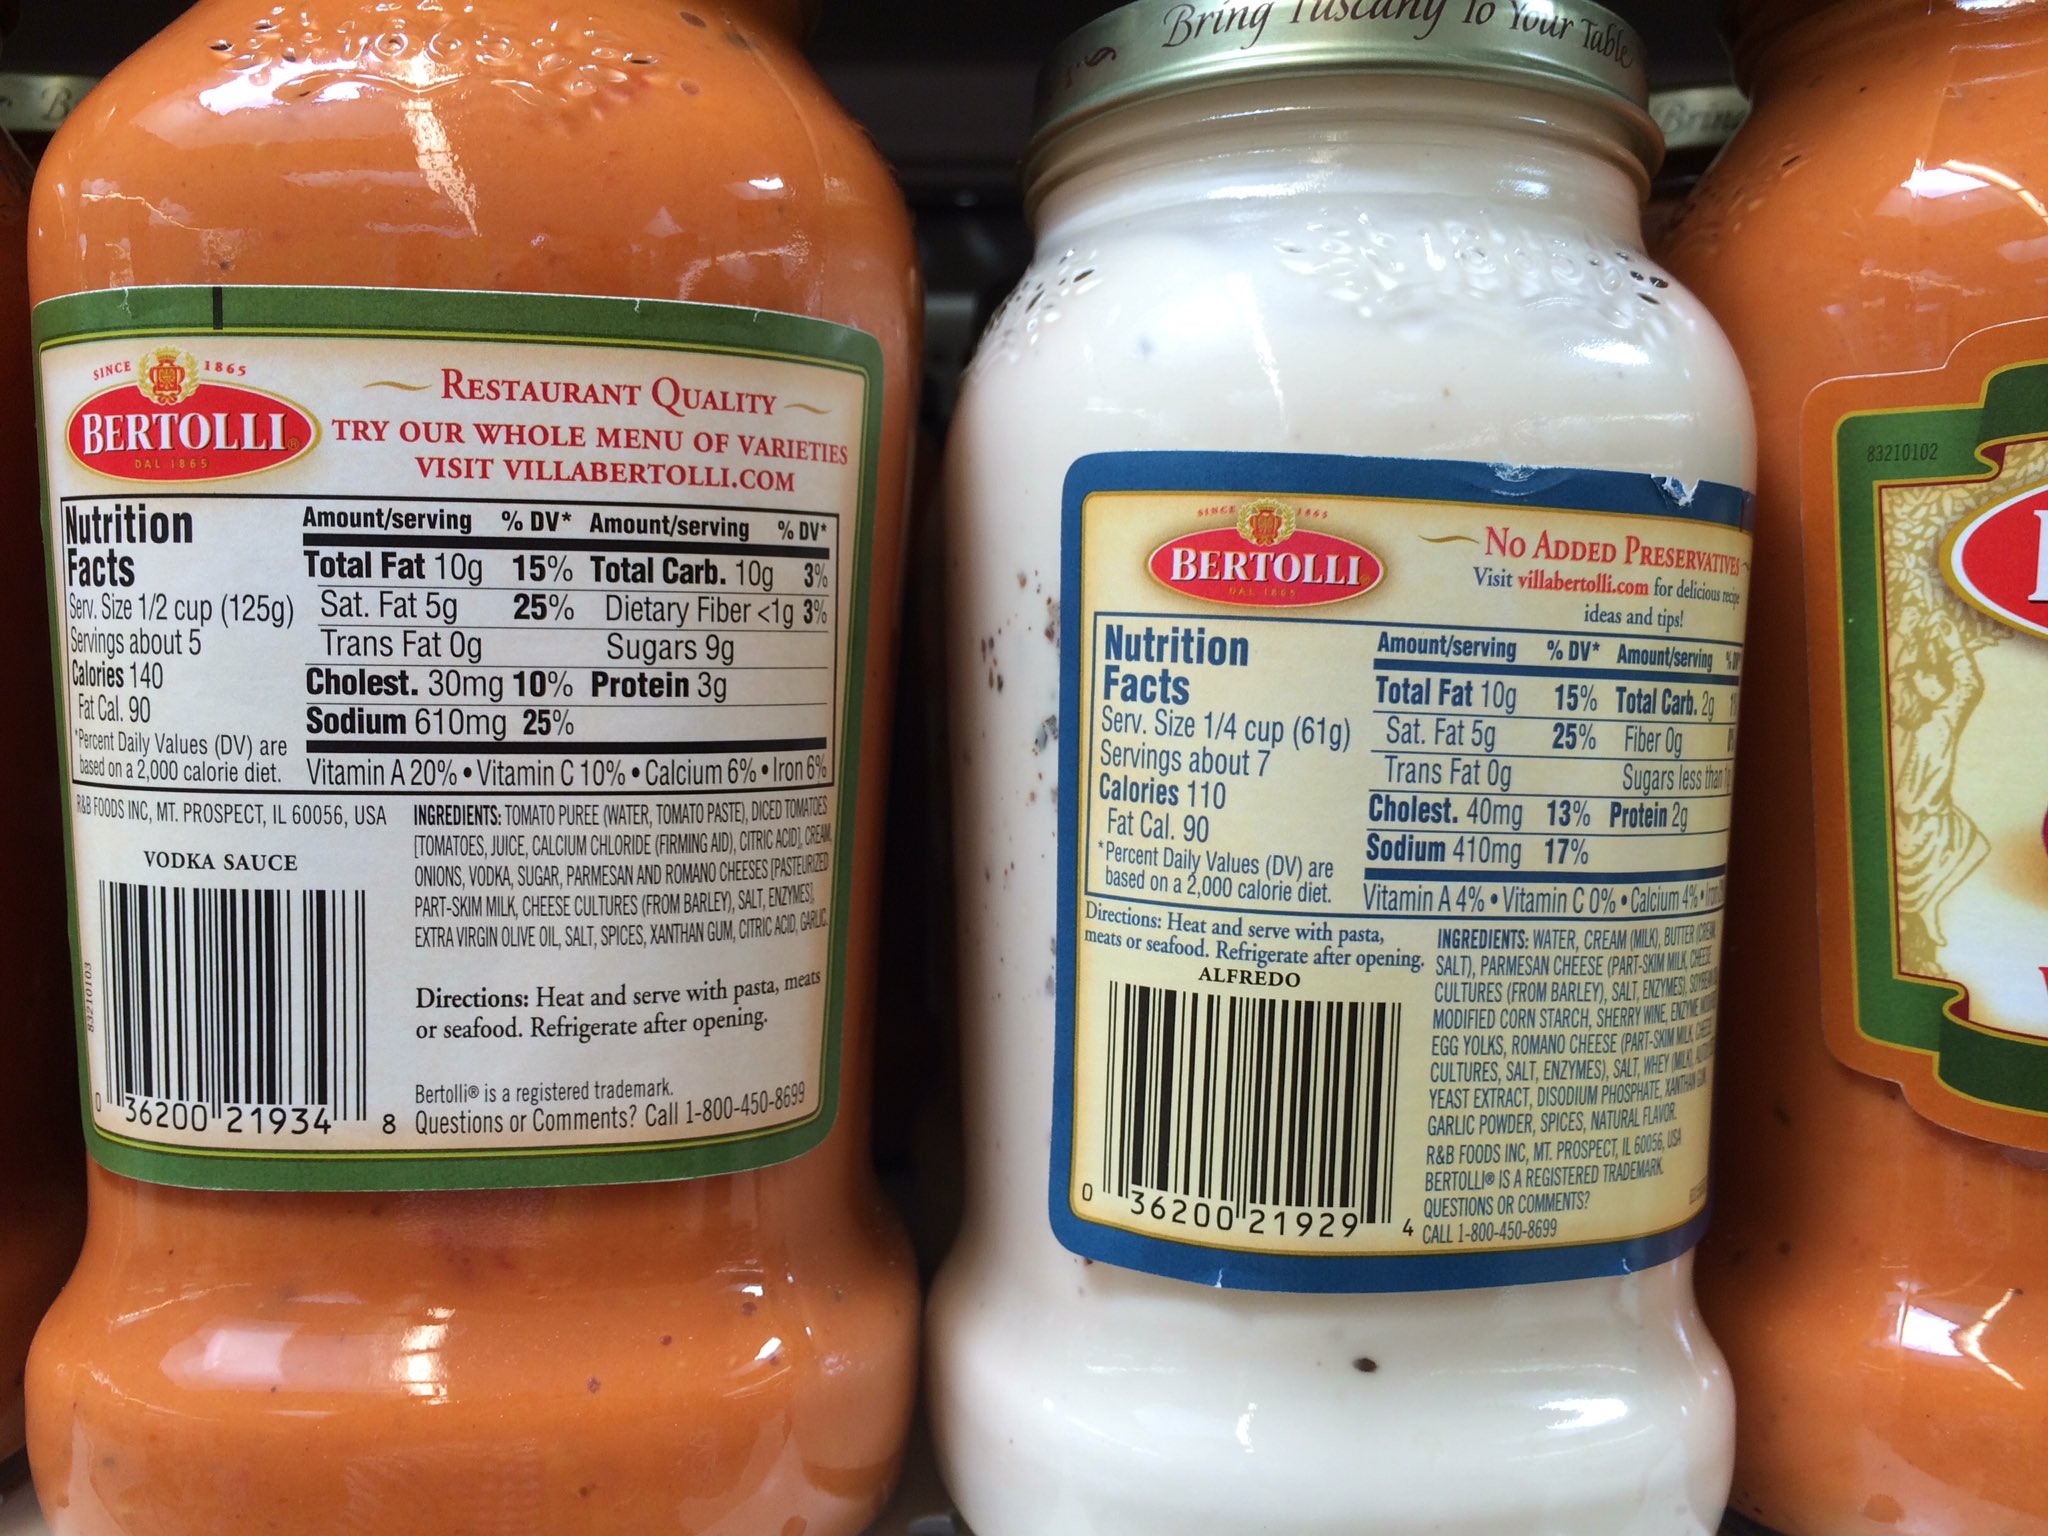 Bring Tuscany To Your Table
SINCE 1865
BERTOLLI®
DAL 1865
RESTAURANT QUALITY
TRY OUR WHOLE MENU OF VARIETIES
VISIT VILLABERTOLLI.COM
Nutrition
Facts
Serv. Size 1/2 cup (125g)
Servings about 5
Calories 140
Fat Cal. 90
*Percent Daily Values (DV) are
based on a 2,000 calorie diet.
Amount/serving % DV* Amount/serving % DV*
Total Fat 10g 15% Total Carb. 10g 3%
Sat. Fat 5g 25% Dietary Fiber <1g 3%
Trans Fat 0g Sugars 9g
Cholest. 30mg 10% Protein 3g
Sodium 610mg 25%
Vitamin A 20% • Vitamin C 10% • Calcium 6% • Iron 6%
R&B FOODS INC, MT. PROSPECT, IL 60056, USA
VODKA SAUCE
83210103
0 36200 21934 8
INGREDIENTS: TOMATO PUREE (WATER, TOMATO PASTE), DICED TOMATOES
[TOMATOES, JUICE, CALCIUM CHLORIDE (FIRMING AID), CITRIC ACID], CREAM,
ONIONS, VODKA, SUGAR, PARMESAN AND ROMANO CHEESES [PASTEURIZED
PART-SKIM MILK, CHEESE CULTURES (FROM BARLEY), SALT, ENZYMES],
EXTRA VIRGIN OLIVE OIL, SALT, SPICES, XANTHAN GUM, CITRIC ACID, GARLIC.
Directions: Heat and serve with pasta, meats
or seafood. Refrigerate after opening.
Bertolli® is a registered trademark.
Questions or Comments? Call 1-800-450-8699
SINCE 1865
BERTOLLI®
DAL 1865
NO ADDED PRESERVATIVES
Visit villabertolli.com for delicious recipe
ideas and tips!
Nutrition
Facts
Serv. Size 1/4 cup (61g)
Servings about 7
Calories 110
Fat Cal. 90
*Percent Daily Values (DV) are
based on a 2,000 calorie diet.
Amount/serving % DV* Amount/serving
Total Fat 10g 15% Total Carb. 2g
Sat. Fat 5g 25% Fiber 0g
Trans Fat 0g Sugars less than
Cholest. 40mg 13% Protein 2g
Sodium 410mg 17%
Vitamin A 4% • Vitamin C 0% • Calcium 4% •
Directions: Heat and serve with pasta,
meats or seafood. Refrigerate after opening.
ALFREDO
0 36200 21929 4
INGREDIENTS: WATER, CREAM (MILK), BUTTER (CREAM,
SALT), PARMESAN CHEESE (PART-SKIM MILK, CHEESE
CULTURES (FROM BARLEY), SALT, ENZYMES),
MODIFIED CORN STARCH, SHERRY WINE, ENZYME
EGG YOLKS, ROMANO CHEESE (PART-SKIM MILK, CHEESE
CULTURES, SALT, ENZYMES), SALT, WHEY (MILK),
YEAST EXTRACT, DISODIUM PHOSPHATE, XANTHAN GUM,
GARLIC POWDER, SPICES, NATURAL FLAVOR.
R&B FOODS INC, MT. PROSPECT, IL 60056, USA
BERTOLLI® IS A REGISTERED TRADEMARK.
QUESTIONS OR COMMENTS?
CALL 1-800-450-8699
Bring
83210102